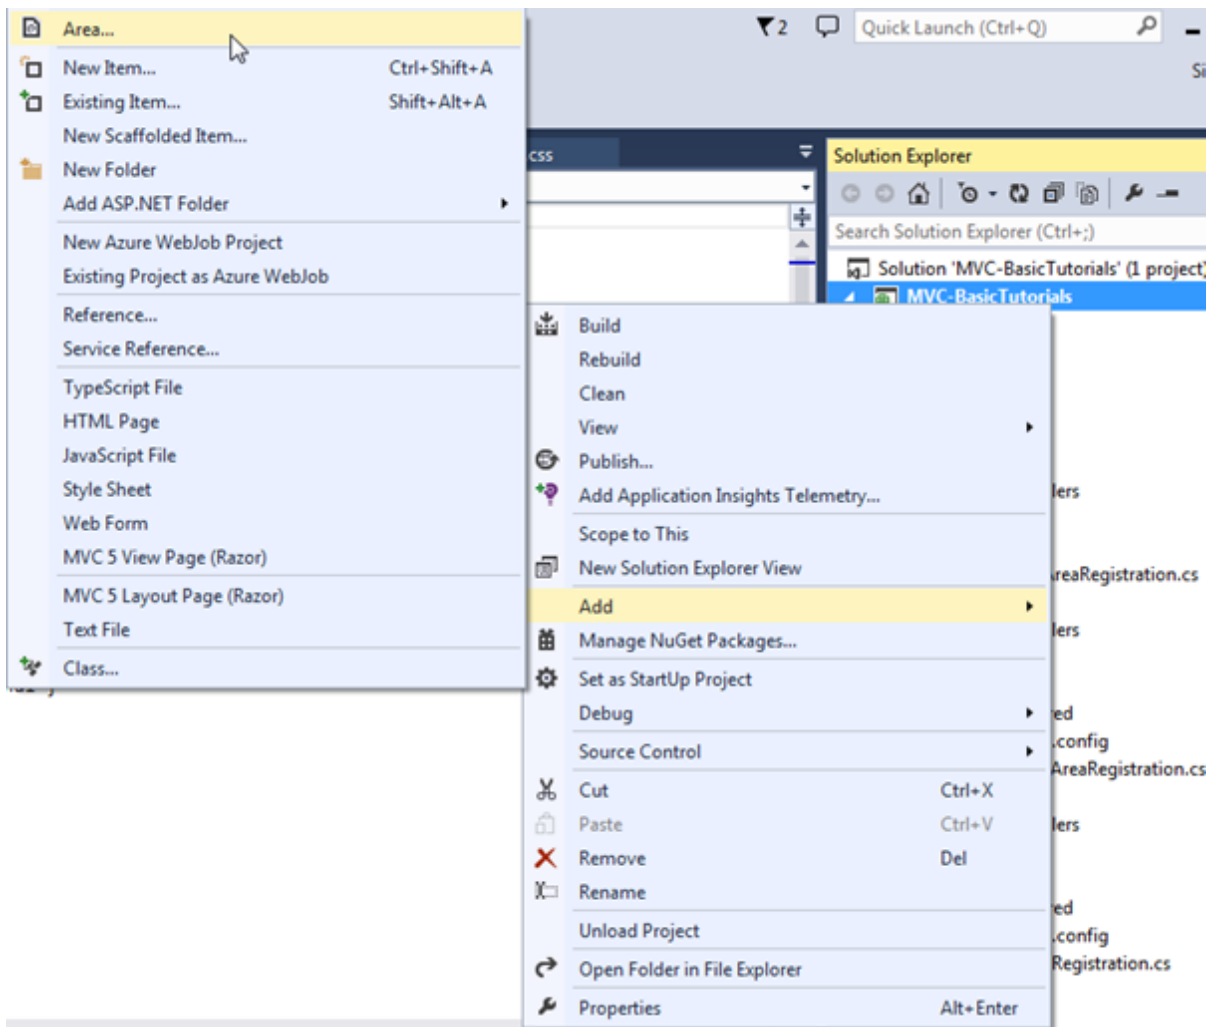 Area...
New Item... Ctrl+Shift+A
Existing Item... Shift+Alt+A
New Scaffolded Item...
New Folder
Add ASP.NET Folder
New Azure WebJob Project
Existing Project as Azure WebJob
Reference...
Service Reference...
TypeScript File
HTML Page
JavaScript File
Style Sheet
Web Form
MVC 5 View Page (Razor)
MVC 5 Layout Page (Razor)
Text File
Class...
2 Quick Launch (Ctrl+Q)
Si
css
Solution Explorer
Search Solution Explorer (Ctrl+;)
Solution 'MVC-BasicTutorials' (1 project)
MVC-BasicTutorials
Build
Rebuild
Clean
View
Publish...
Add Application Insights Telemetry...
Scope to This
New Solution Explorer View
Add
Manage NuGet Packages...
Set as StartUp Project
Debug
Source Control
Cut Ctrl+X
Paste Ctrl+V
Remove Del
Rename
Unload Project
Open Folder in File Explorer
Properties Alt+Enter
lers
reaRegistration.cs
lers
ed
.config
AreaRegistration.cs
lers
ed
.config
Registration.cs